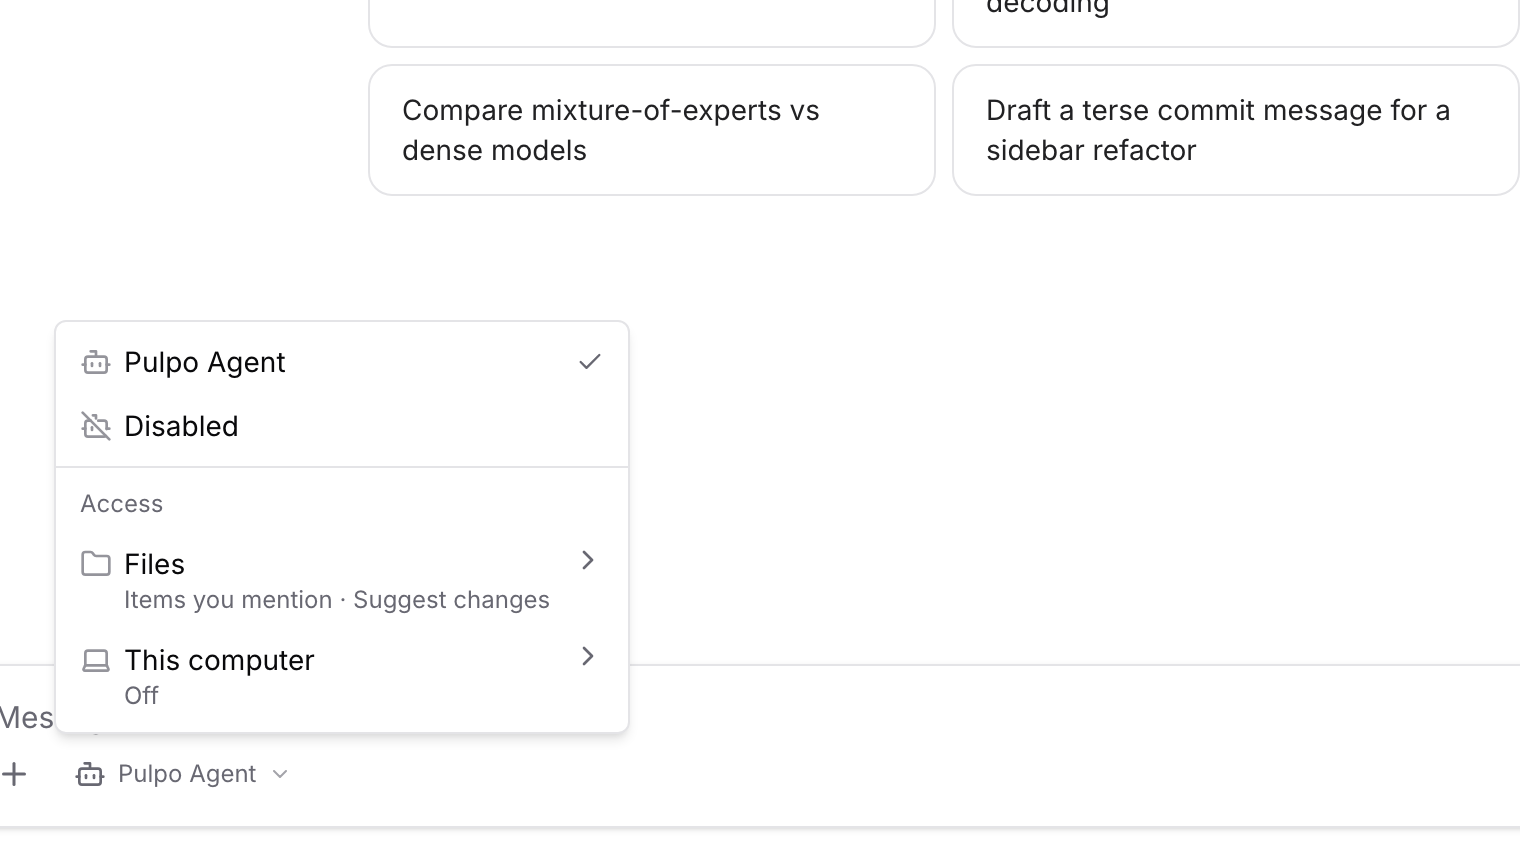 decoding
Compare mixture-of-experts vs
dense models
Draft a terse commit message for a
sidebar refactor
Pulpo Agent
Disabled
Access
Files
Items you mention · Suggest changes
This computer
Off
Mes
Pulpo Agent